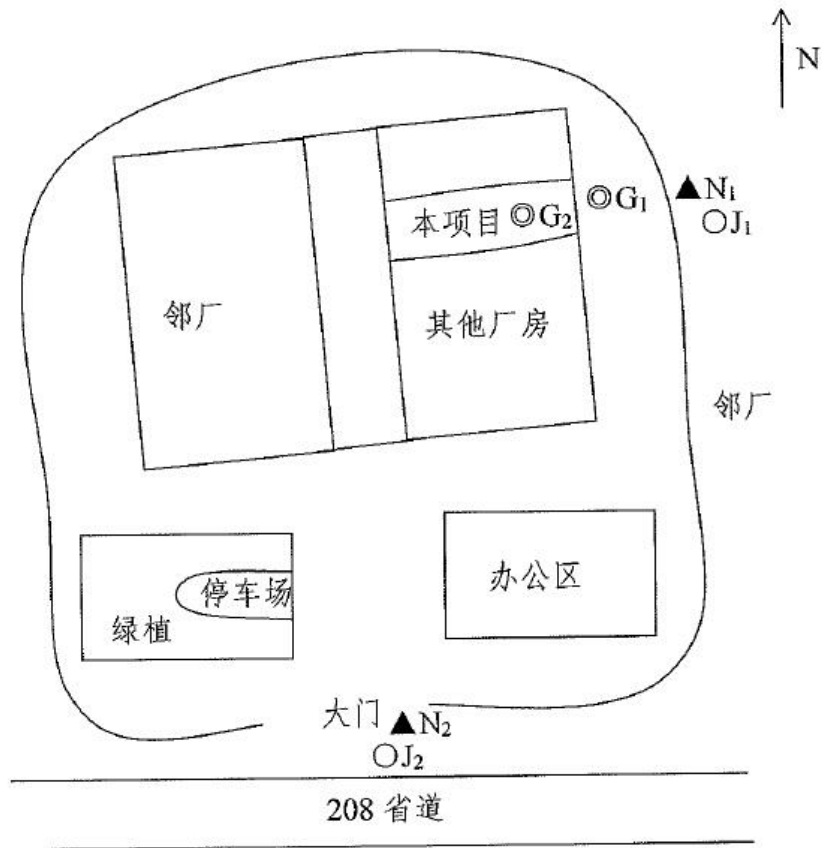 N
▲N₁
◎G₁
○J₁
本项目 ◎G₂
邻厂
其他厂房
邻厂
办公区
停车场
绿植
大门 ▲N₂
○J₂
208 省道